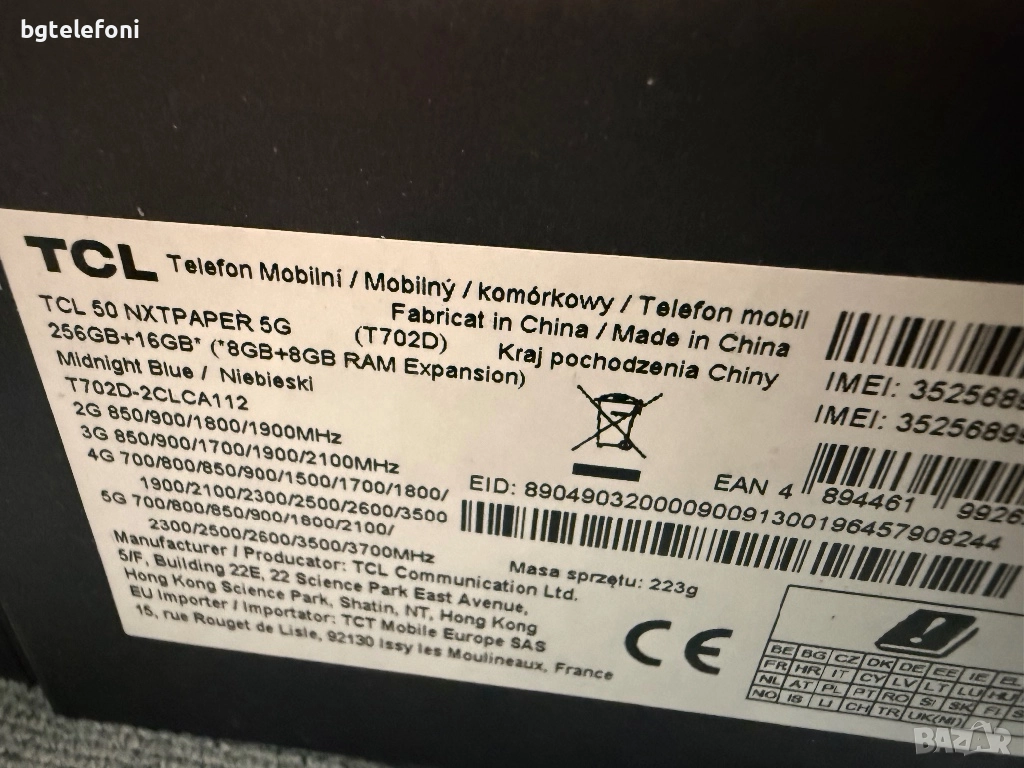 bgtelefoni
TCL Telefon Mobilní / Mobilný / komórkowy / Telefon mobil
Fabricat in China / Made in China
Kraj pochodzenia Chiny
TCL 50 NXTPAPER 5G (T702D)
256GB+16GB* (*8GB+8GB RAM Expansion)
Midnight Blue / Niebieski
T702D-2CLCA112
2G 850/900/1800/1900MHz
3G 850/900/1700/1900/2100MHz
4G 700/800/850/900/1500/1700/1800/
1900/2100/2300/2500/2600/3500
5G 700/800/850/900/1800/2100/
2300/2500/2600/3500/3700MHz
Manufacturer / Producator: TCL Communication Ltd.
5/F, Building 22E, 22 Science Park East Avenue,
Hong Kong Science Park, Shatin, NT, Hong Kong
EU Importer / Importator: TCT Mobile Europe SAS
15, rue Rouget de Lisle, 92130 Issy les Moulineaux, France
IMEI: 3525689
IMEI: 35256899
EAN 4 894461 9926
EID: 890490320000090091300196457908244
Masa sprzętu: 223g
CE
BE BG CZ DK DE EE IE EL
FR HR IT CY LV LT LU HU
NL AT PL PT RO SI SK FI S
NO IS LI CH TR UK(NI)
BAZAR